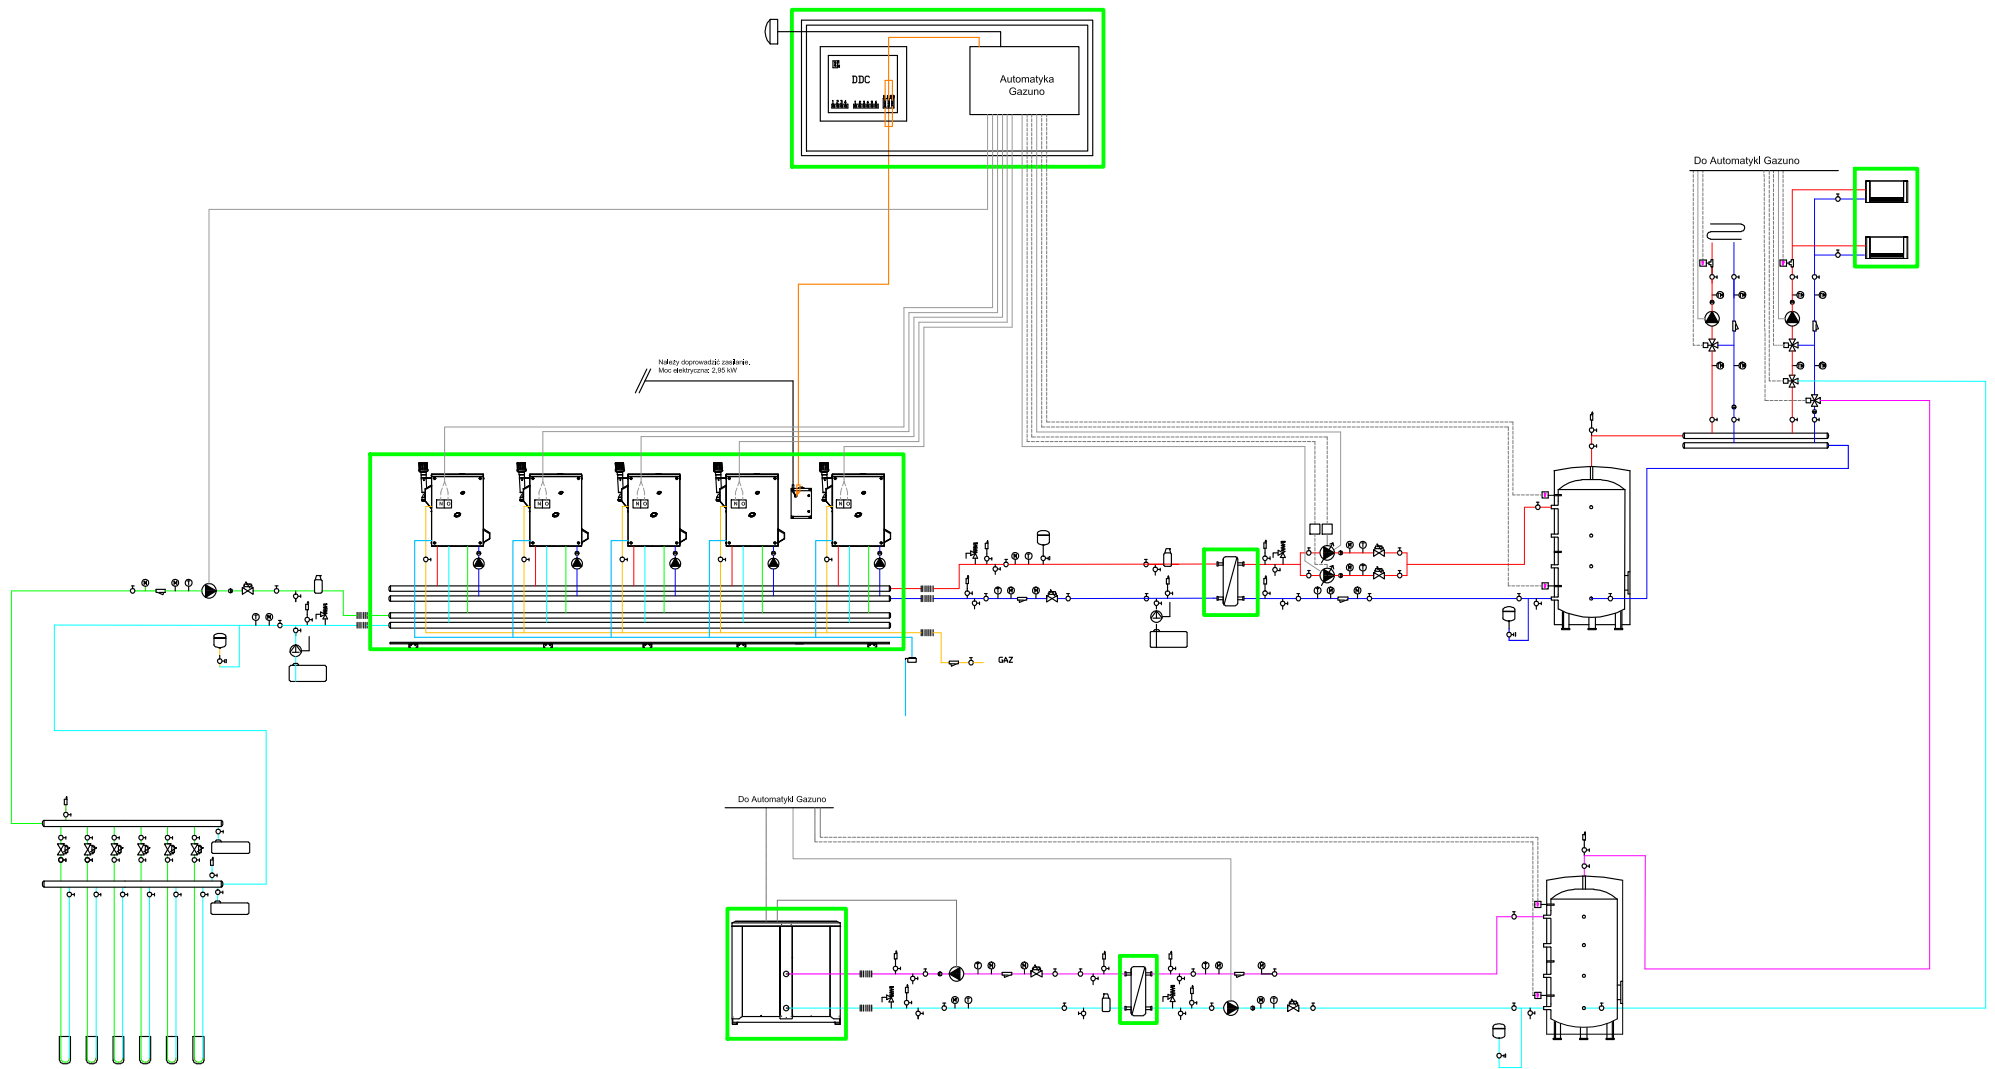 DDC
Automatyka
Gazuno
Do Automatyki Gazuno
Należy doprowadzić zasilanie.
Moc elektryczna: 2,95 kW
GAZ
Do Automatyki Gazuno